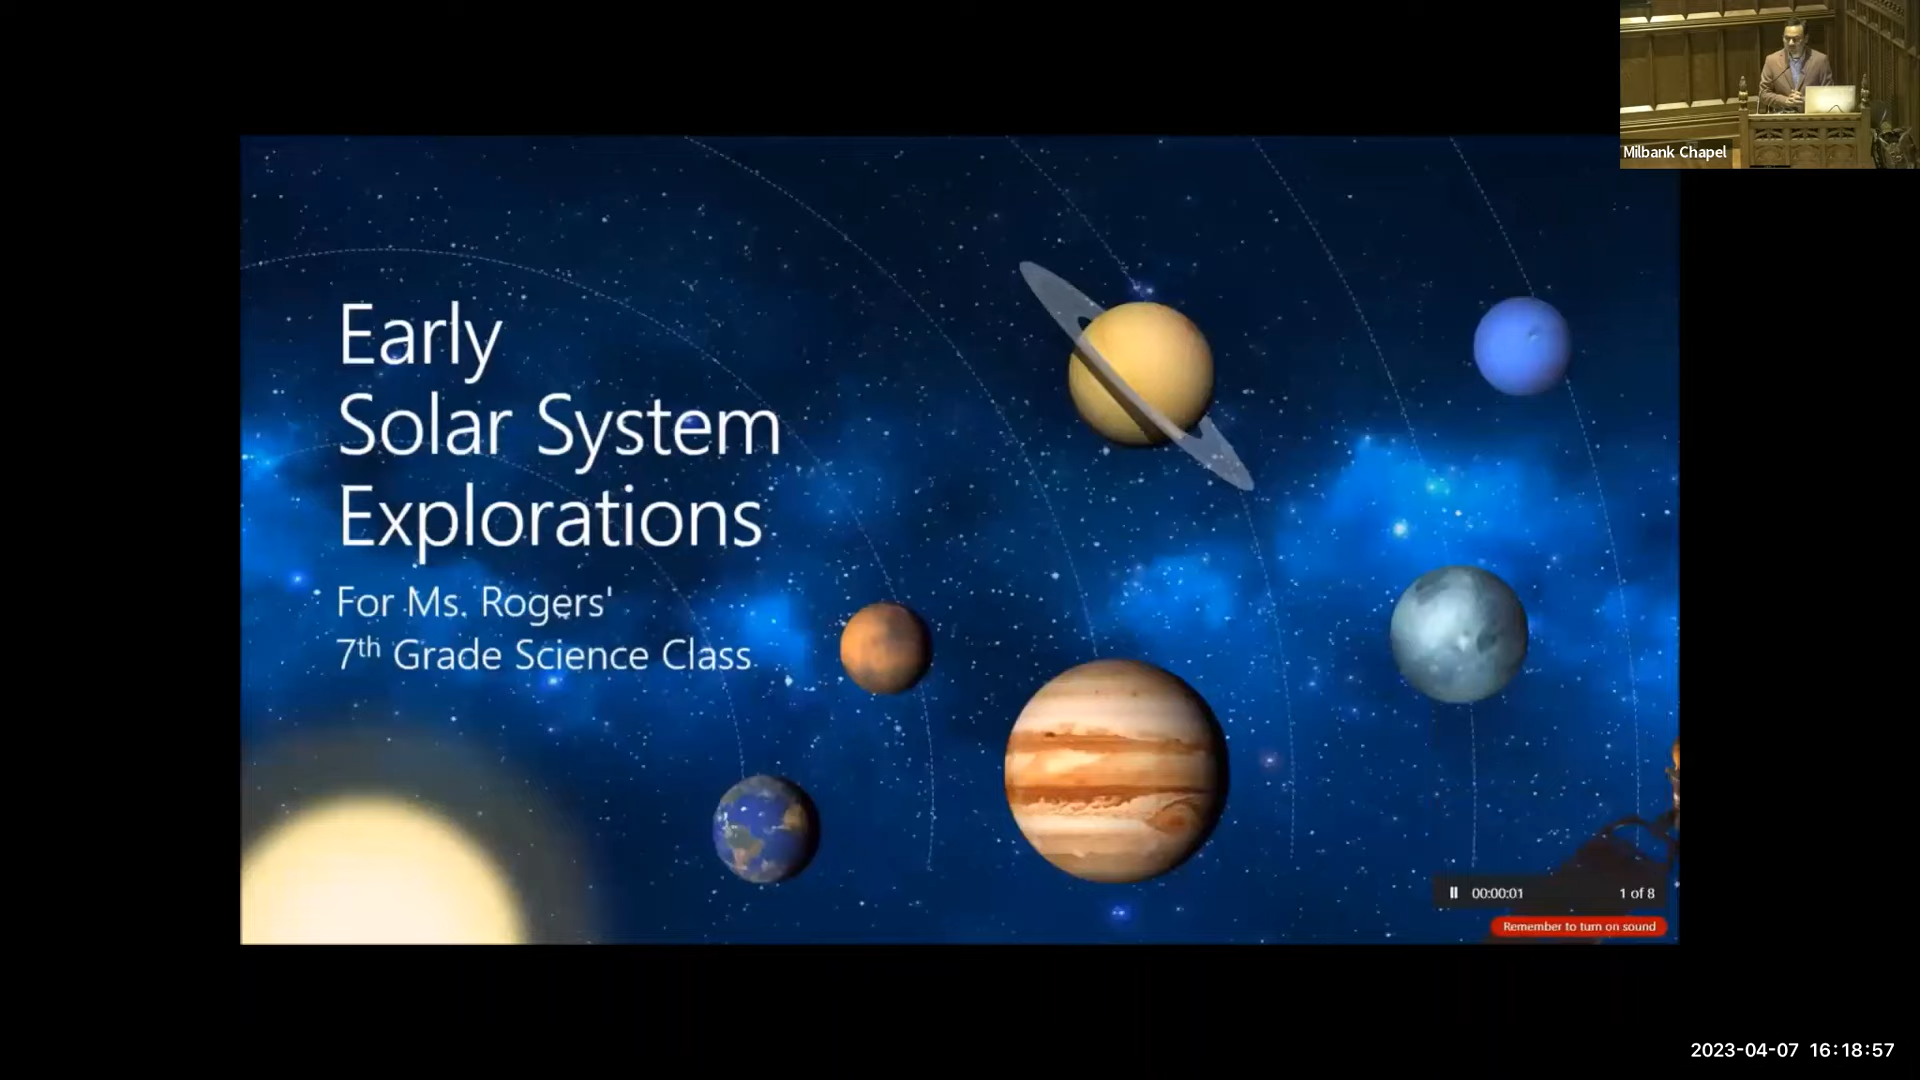 Milbank Chapel
Early
Solar System
Explorations
For Ms. Rogers'
7th Grade Science Class
00:00:01 1 of 8
Remember to turn on sound
2023-04-07 16:18:57